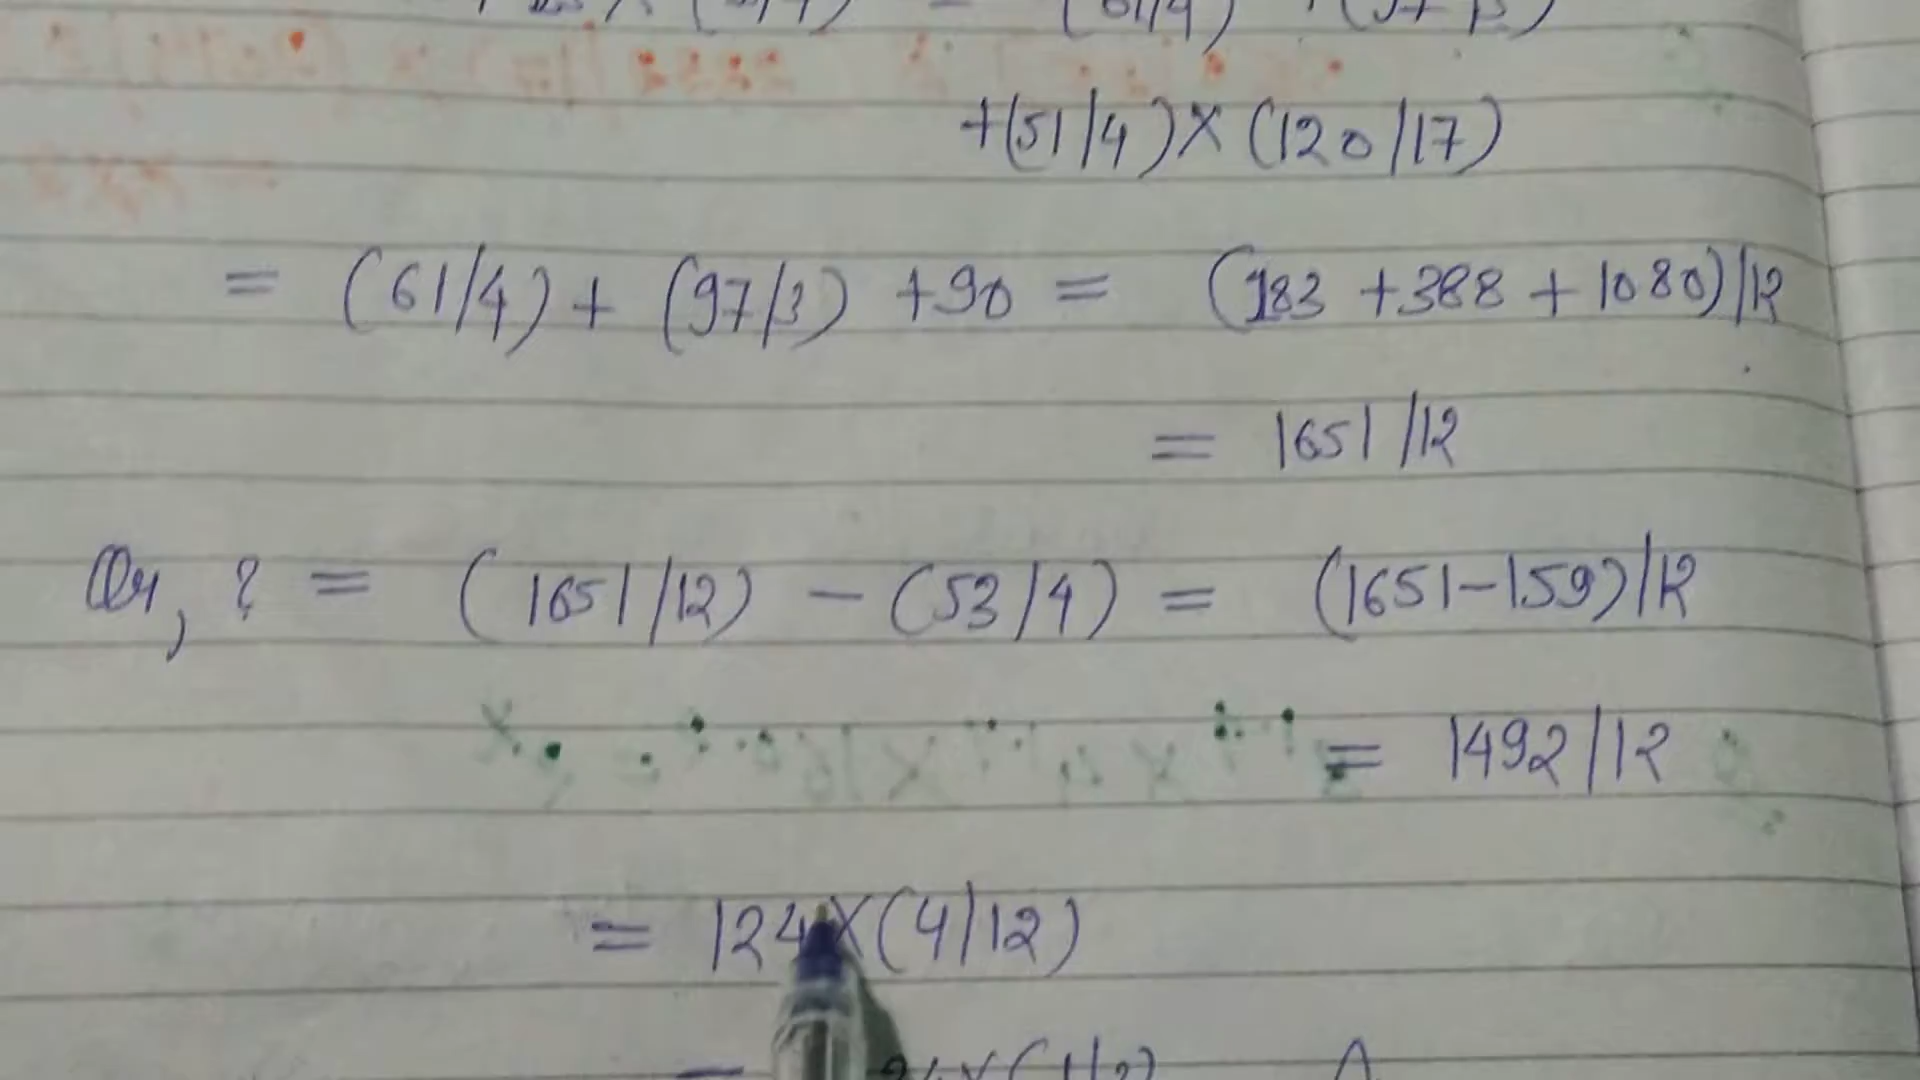 +(51/4)×(120/17)
= (61/4)+(97/3) +90 = (183 +388 +1080)/12
= 1651/12
Or, ? = (1651/12) - (53/4) = (1651-159)/12
= 1492/12
= 124×(4/12)